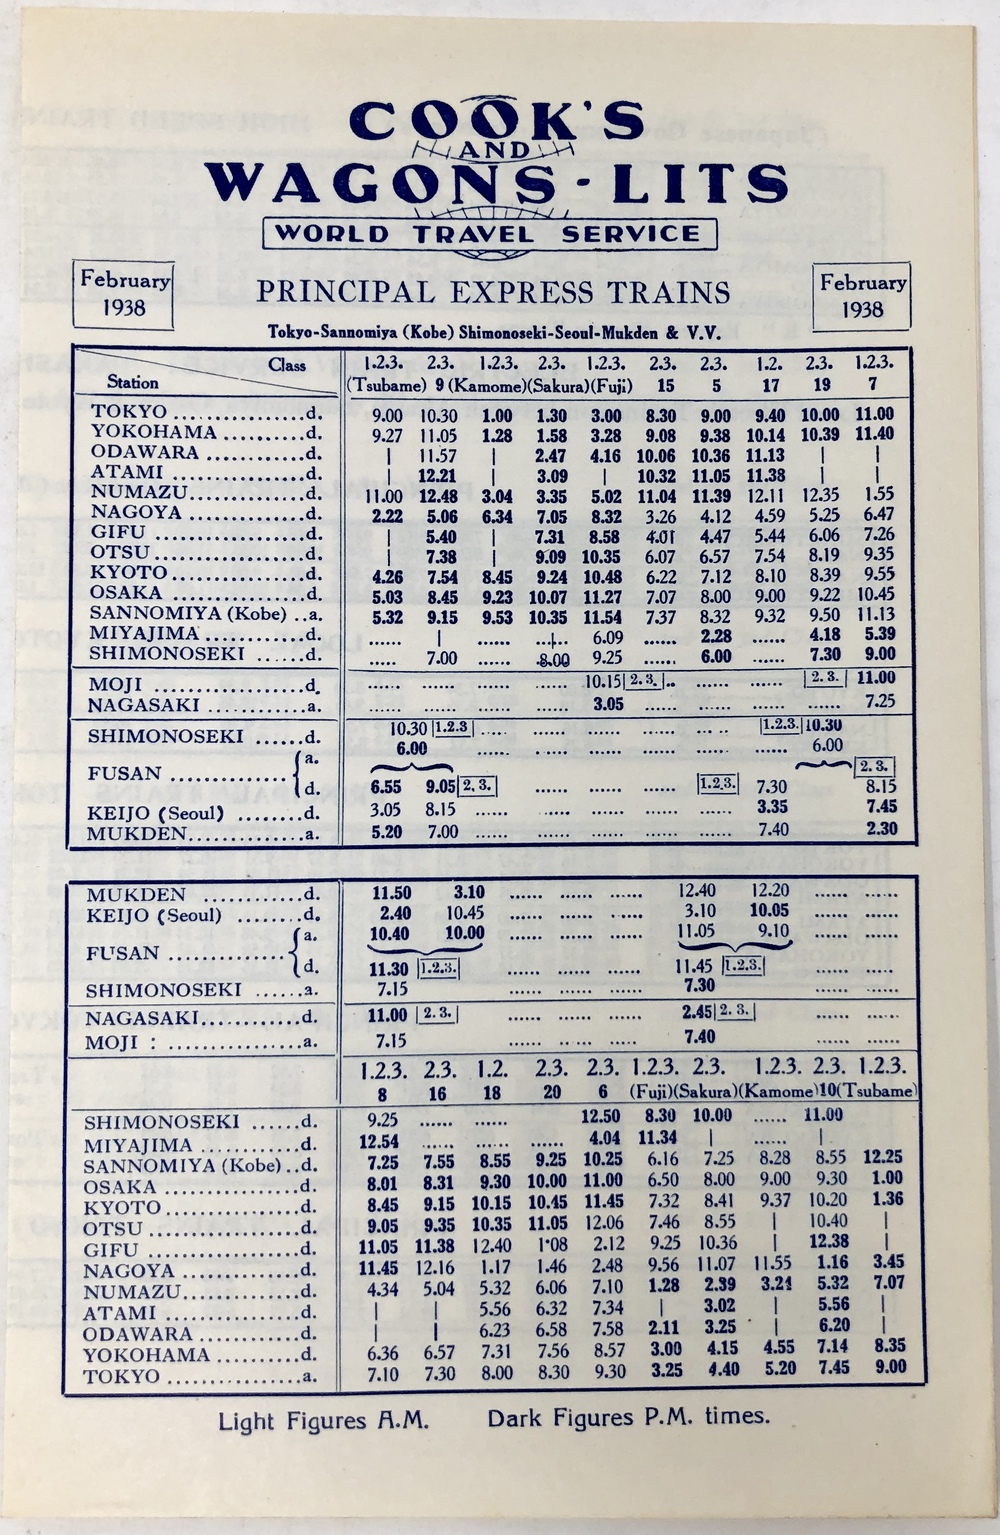 COOK'S
AND
WAGONS-LITS
WORLD TRAVEL SERVICE
February 1938
PRINCIPAL EXPRESS TRAINS
February 1938
Tokyo-Sannomiya (Kobe) Shimonoseki-Seoul-Mukden & V.V.
Class 1.2.3. 2.3. 1.2.3. 2.3. 1.2.3. 2.3. 2.3. 1.2. 2.3. 1.2.3.
Station (Tsubame) 9 (Kamome) (Sakura) (Fuji) 15 5 17 19 7
TOKYO ............d. 9.00 10.30 1.00 1.30 3.00 8.30 9.00 9.40 10.00 11.00
YOKOHAMA ..........d. 9.27 11.05 1.28 1.58 3.28 9.08 9.38 10.14 10.39 11.40
ODAWARA ............d. | 11.57 | 2.47 4.16 10.06 10.36 11.13 | |
ATAMI ................d. | 12.21 | 3.09 | 10.32 11.05 11.38 | |
NUMAZU..............d. 11.00 12.48 3.04 3.35 5.02 11.04 11.39 12.11 12.35 1.55
NAGOYA ..............d. 2.22 5.06 6.34 7.05 8.32 3.26 4.12 4.59 5.25 6.47
GIFU ..................d. | 5.40 | 7.31 8.58 4.01 4.47 5.44 6.06 7.26
OTSU..................d. | 7.38 | 9.09 10.35 6.07 6.57 7.54 8.19 9.35
KYOTO................d. 4.26 7.54 8.45 9.24 10.48 6.22 7.12 8.10 8.39 9.55
OSAKA ................d. 5.03 8.45 9.23 10.07 11.27 7.07 8.00 9.00 9.22 10.45
SANNOMIYA (Kobe) ..a. 5.32 9.15 9.53 10.35 11.54 7.37 8.32 9.32 9.50 11.13
MIYAJIMA ............d. ...... | ...... | 6.09 ...... 2.28 ...... 4.18 5.39
SHIMONOSEKI ......d. ...... 7.00 ...... 8.00 9.25 ...... 6.00 ...... 7.30 9.00
MOJI ..................d. ...... ...... ...... ...... 10.15 2.3. .. ...... ...... 2.3. 11.00
NAGASAKI............a. ...... ...... ...... ...... 3.05 ...... ...... ...... ...... 7.25
SHIMONOSEKI ......d. 10.30 1.2.3 ...... ...... ...... ...... ...... 1.2.3. 10.30
FUSAN .............. a. 6.00 ...... ...... ...... ...... ...... ...... 6.00
d. 6.55 9.05 2.3. ...... ...... ...... 1.2.3. 7.30 2.3. 8.15
KEIJO (Seoul) ........d. 3.05 8.15 ...... ...... ...... ...... ...... 3.35 7.45
MUKDEN..............a. 5.20 7.00 ...... ...... ...... ...... ...... 7.40 2.30
MUKDEN ..............d. 11.50 3.10 ...... ...... ...... 12.40 12.20 ...... ......
KEIJO (Seoul) ........d. 2.40 10.45 ...... ...... ...... 3.10 10.05 ...... ......
FUSAN .............. a. 10.40 10.00 ...... ...... ...... 11.05 9.10 ...... ......
d. 11.30 1.2.3. ...... ...... ...... 11.45 1.2.3. ...... ......
SHIMONOSEKI ......a. 7.15 ...... ...... ...... 7.30 ...... ......
NAGASAKI............d. 11.00 2.3. ...... ...... ...... 2.45 2.3. ...... ......
MOJI : ................a. 7.15 ...... ...... ...... 7.40 ...... ......
1.2.3. 2.3. 1.2. 2.3. 2.3. 1.2.3. 2.3. 1.2.3. 2.3. 1.2.3.
8 16 18 20 6 (Fuji) (Sakura) (Kamome) 10 (Tsubame)
SHIMONOSEKI ......d. 9.25 ...... ...... 12.50 8.30 10.00 ...... 11.00
MIYAJIMA ............d. 12.54 ...... ...... ...... 4.04 11.34 | ...... |
SANNOMIYA (Kobe) ..d. 7.25 7.55 8.55 9.25 10.25 6.16 7.25 8.28 8.55 12.25
OSAKA ................d. 8.01 8.31 9.30 10.00 11.00 6.50 8.00 9.00 9.30 1.00
KYOTO ................d. 8.45 9.15 10.15 10.45 11.45 7.32 8.41 9.37 10.20 1.36
OTSU ..................d. 9.05 9.35 10.35 11.05 12.06 7.46 8.55 | 10.40 |
GIFU ..................d. 11.05 11.38 12.40 1.08 2.12 9.25 10.36 | 12.38 |
NAGOYA ..............d. 11.45 12.16 1.17 1.46 2.48 9.56 11.07 11.55 1.16 3.45
NUMAZU..............d. 4.34 5.04 5.32 6.06 7.10 1.28 2.39 3.24 5.32 7.07
ATAMI ................d. | | 5.56 6.32 7.34 | 3.02 | 5.56 |
ODAWARA ............d. | | 6.23 6.58 7.58 2.11 3.25 | 6.20 |
YOKOHAMA ..........d. 6.36 6.57 7.31 7.56 8.57 3.00 4.15 4.55 7.14 8.35
TOKYO ................a. 7.10 7.30 8.00 8.30 9.30 3.25 4.40 5.20 7.45 9.00
Light Figures A.M. Dark Figures P.M. times.